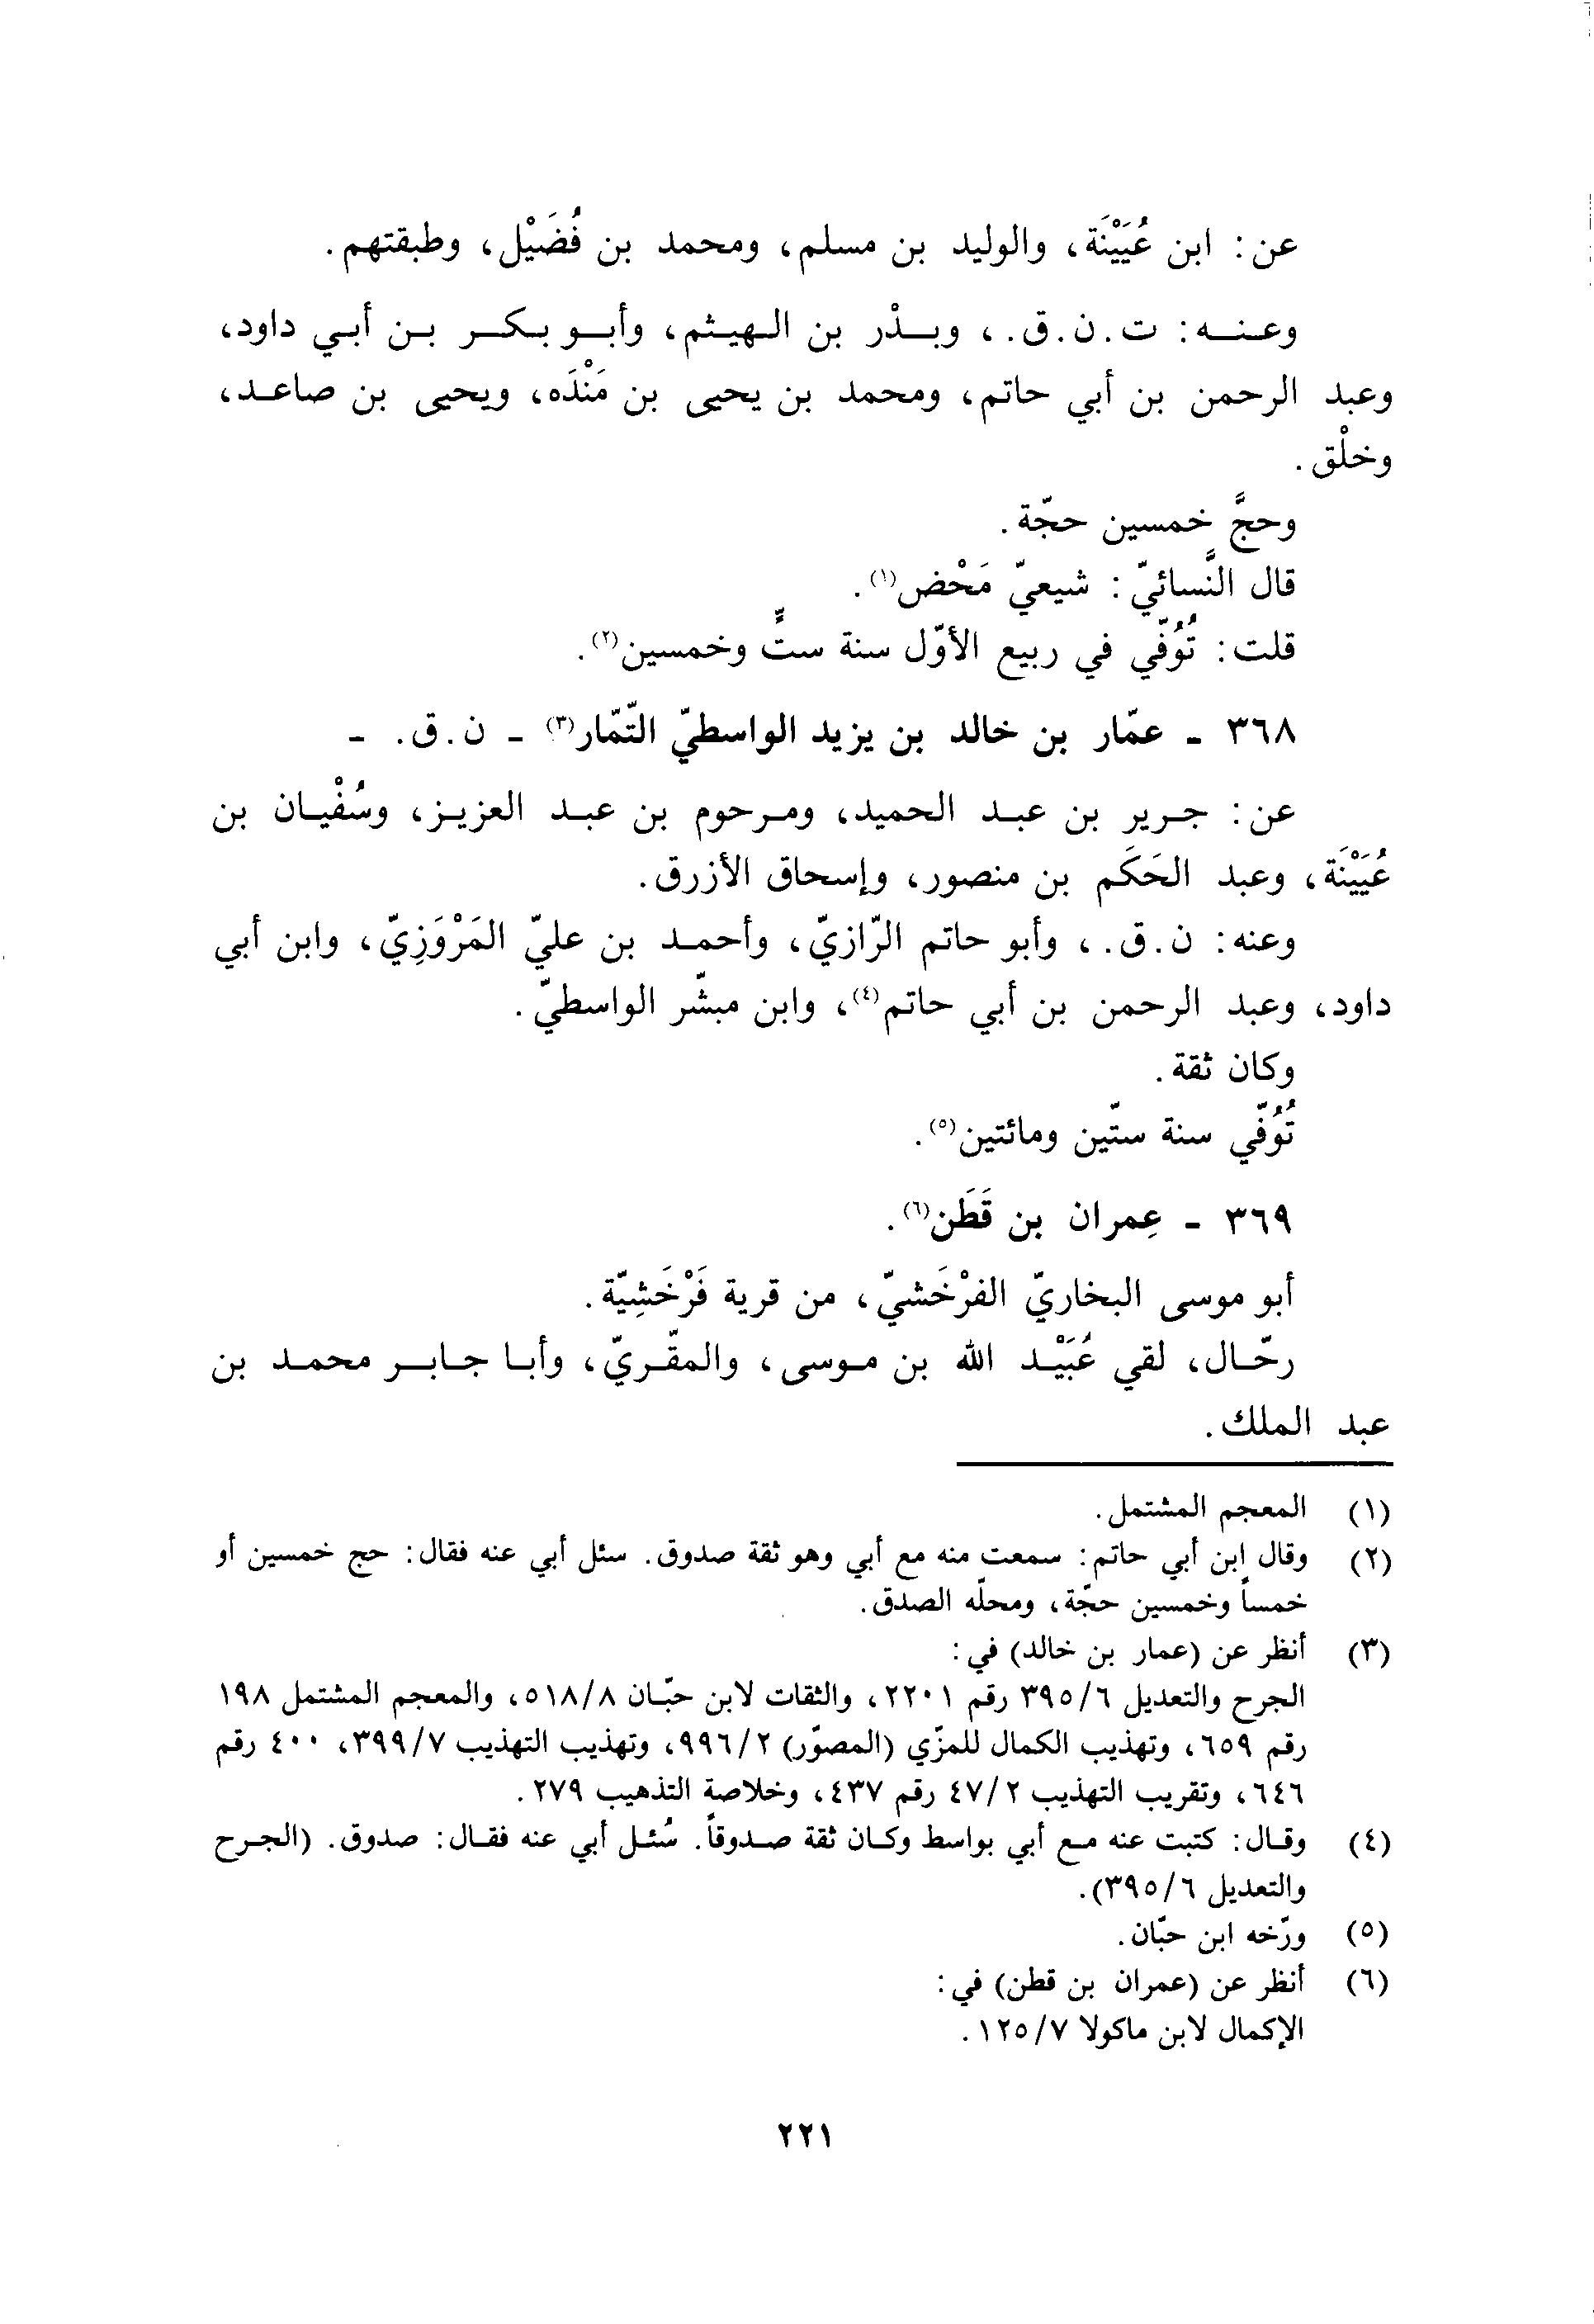 عن: ابن عُيَيْنَة، والوليد بن مسلم، ومحمد بن فُضَيْل، وطبقتهم.
وعنه: ت.ن.ق.، وبذْر بن الهيثم، وأبو بكر بن أبي داود،
وعبد الرحمن بن أبي حاتم، ومحمد بن يحيى بن مَنْدَه، ويحيى بن صاعد،
وخلْق.
وحجَّ خمسين حجّة.
قال النَّسائيّ: شيعيّ مَحْض(١).
قلت: تُوُفّي في ربيع الأوّل سنة ستٍّ وخمسين(٢).
٣٦٨ - عمّار بن خالد بن يزيد الواسطيّ التّمّار(٣) - ن.ق. -
عن: جرير بن عبد الحميد، ومرحوم بن عبد العزيز، وسُفْيان بن
عُيَيْنَة، وعبد الحَكَم بن منصور، وإسحاق الأزرق.
وعنه: ن.ق.، وأبو حاتم الرّازيّ، وأحمد بن عليّ المَرْوَزِيّ، وابن أبي
داود، وعبد الرحمن بن أبي حاتم(٤)، وابن مبشّر الواسطيّ.
وكان ثقة.
تُوُفّي سنة ستّين ومائتين(٥).
٣٦٩ - عِمران بن قَطَن(٦).
أبو موسى البخاريّ الفرْخَشيّ، من قرية فَرْخَشِيّة.
رحّال، لقي عُبَيْد الله بن موسى، والمقّريّ، وأبا جابر محمد بن
عبد الملك.
(١) المعجم المشتمل.
(٢) وقال ابن أبي حاتم: سمعت منه مع أبي وهو ثقة صدوق. سئل أبي عنه فقال: حج خمسين أو
خمساً وخمسين حجّة، ومحلّه الصدق.
(٣) أنظر عن (عمار بن خالد) في:
الجرح والتعديل ٣٩٥/٦ رقم ٢٢٠١، والثقات لابن حبّان ٥١٨/٨، والمعجم المشتمل ١٩٨
رقم ٦٥٩، وتهذيب الكمال للمزّي (المصوّر) ٩٩٦/٢، وتهذيب التهذيب ٣٩٩/٧، ٤٠٠ رقم
٦٤٦، وتقريب التهذيب ٤٧/٢ رقم ٤٣٧، وخلاصة التذهيب ٢٧٩.
(٤) وقال: كتبت عنه مع أبي بواسط وكان ثقة صدوقاً. سُئل أبي عنه فقال: صدوق. (الجرح
والتعديل ٣٩٥/٦).
(٥) ورّخه ابن حبّان.
(٦) أنظر عن (عمران بن قطن) في:
الإكمال لابن ماكولا ١٢٥/٧.
٢٢١